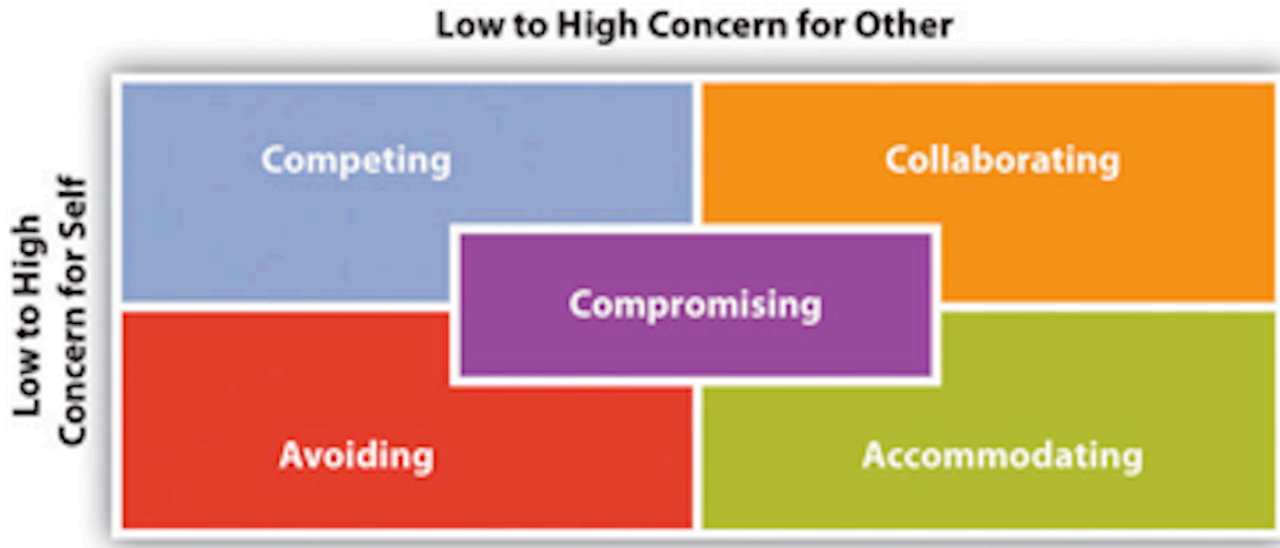 Low to High Concern for Other
Low to High
Concern for Self
Competing
Collaborating
Compromising
Avoiding
Accommodating